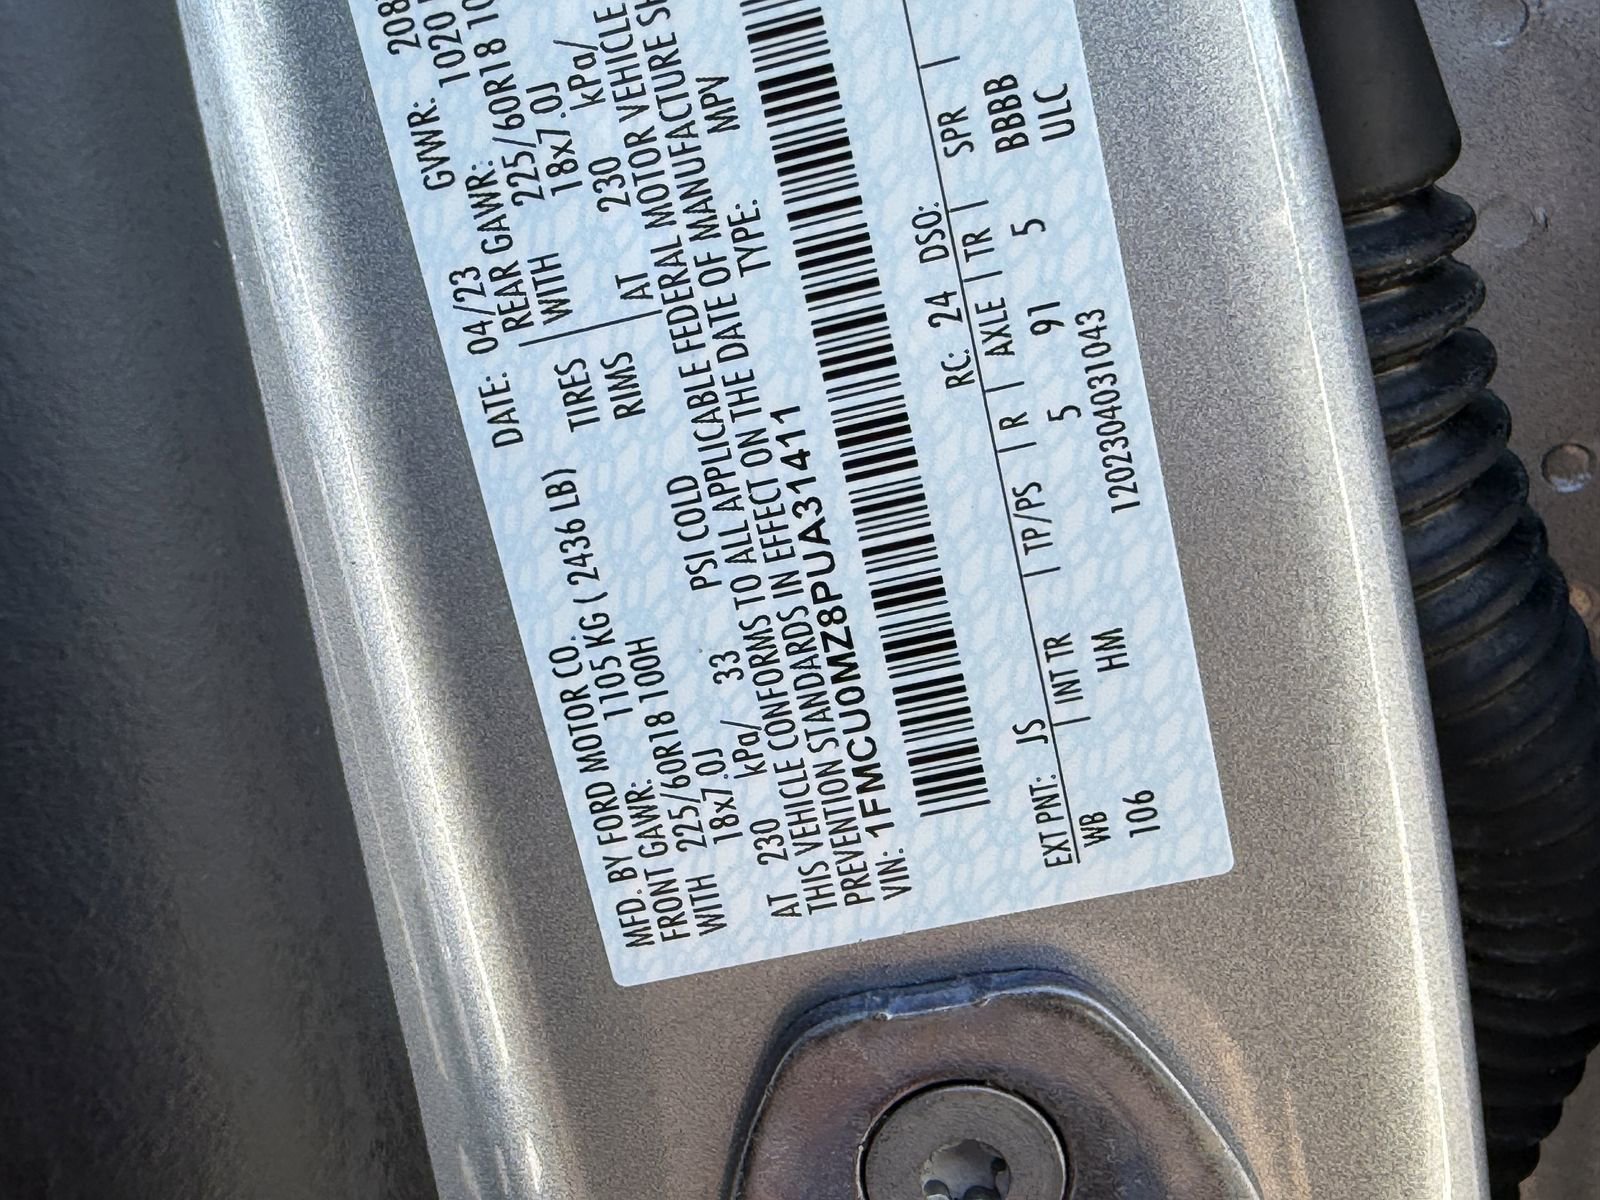 MFD. BY FORD MOTOR CO. DATE: 04/23 GVWR: 208
FRONT GAWR: 1105 KG ( 2436 LB) REAR GAWR: 1020
225/60R18 100H TIRES 225/60R18 10
WITH 18x7.0J RIMS WITH 18x7.0J
AT 230 kPa/ 33 PSI COLD AT 230 kPa/
THIS VEHICLE CONFORMS TO ALL APPLICABLE FEDERAL MOTOR VEHICLE
PREVENTION STANDARDS IN EFFECT ON THE DATE OF MANUFACTURE
VIN: 1FMCU0MZ8PUA31411 TYPE: MPV
EXT PNT: JS RC: 24 DSO:
WB INT TR TP/PS R AXLE TR SPR
106 HM 5 91 5 BBBB
1202304031043 ULC